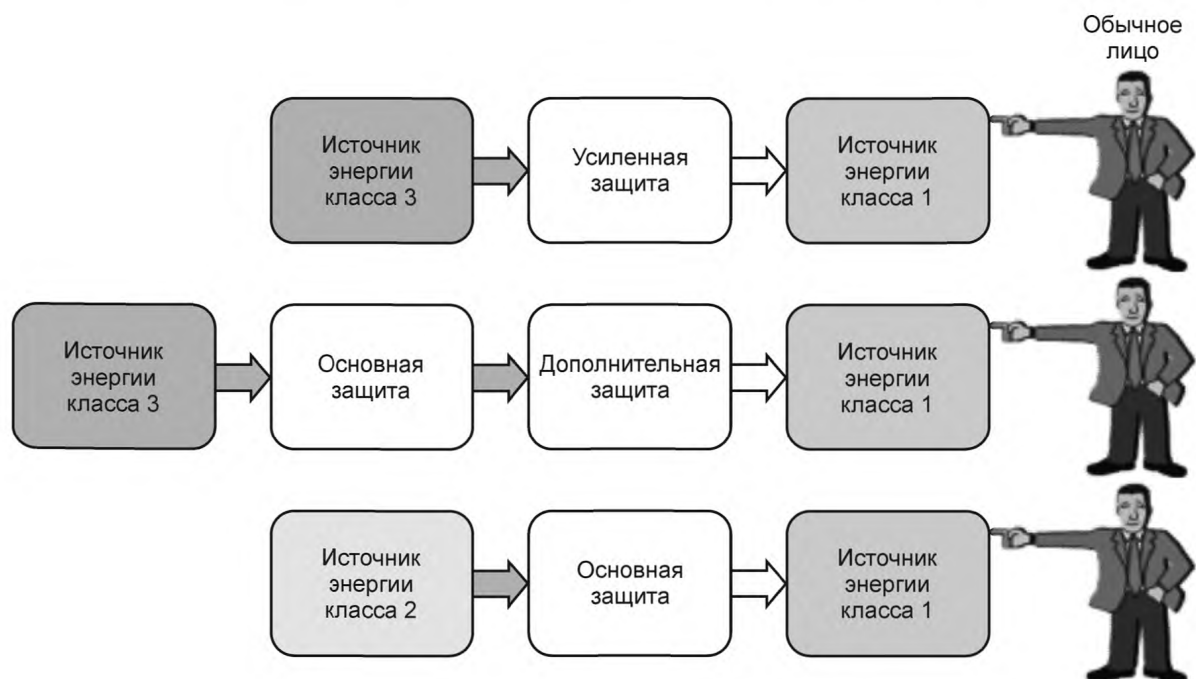 Обычное
лицо
Источник
энергии
класса 3
Усиленная
защита
Источник
энергии
класса 1
Источник
энергии
класса 3
Основная
защита
Дополнительная
защита
Источник
энергии
класса 1
Источник
энергии
класса 2
Основная
защита
Источник
энергии
класса 1